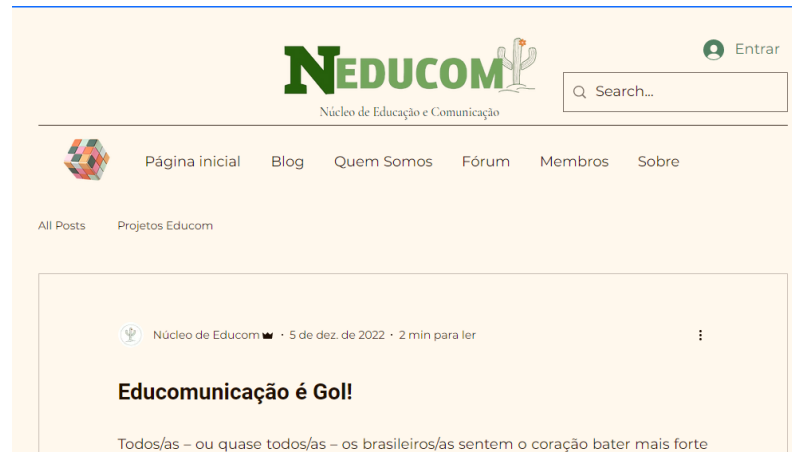 NEDUCOM
Núcleo de Educação e Comunicação
Entrar
Search...
Página inicial Blog Quem Somos Fórum Membros Sobre
All Posts Projetos Educom
Núcleo de Educom · 5 de dez. de 2022 · 2 min para ler
Educomunicação é Gol!
Todos/as – ou quase todos/as – os brasileiros/as sentem o coração bater mais forte